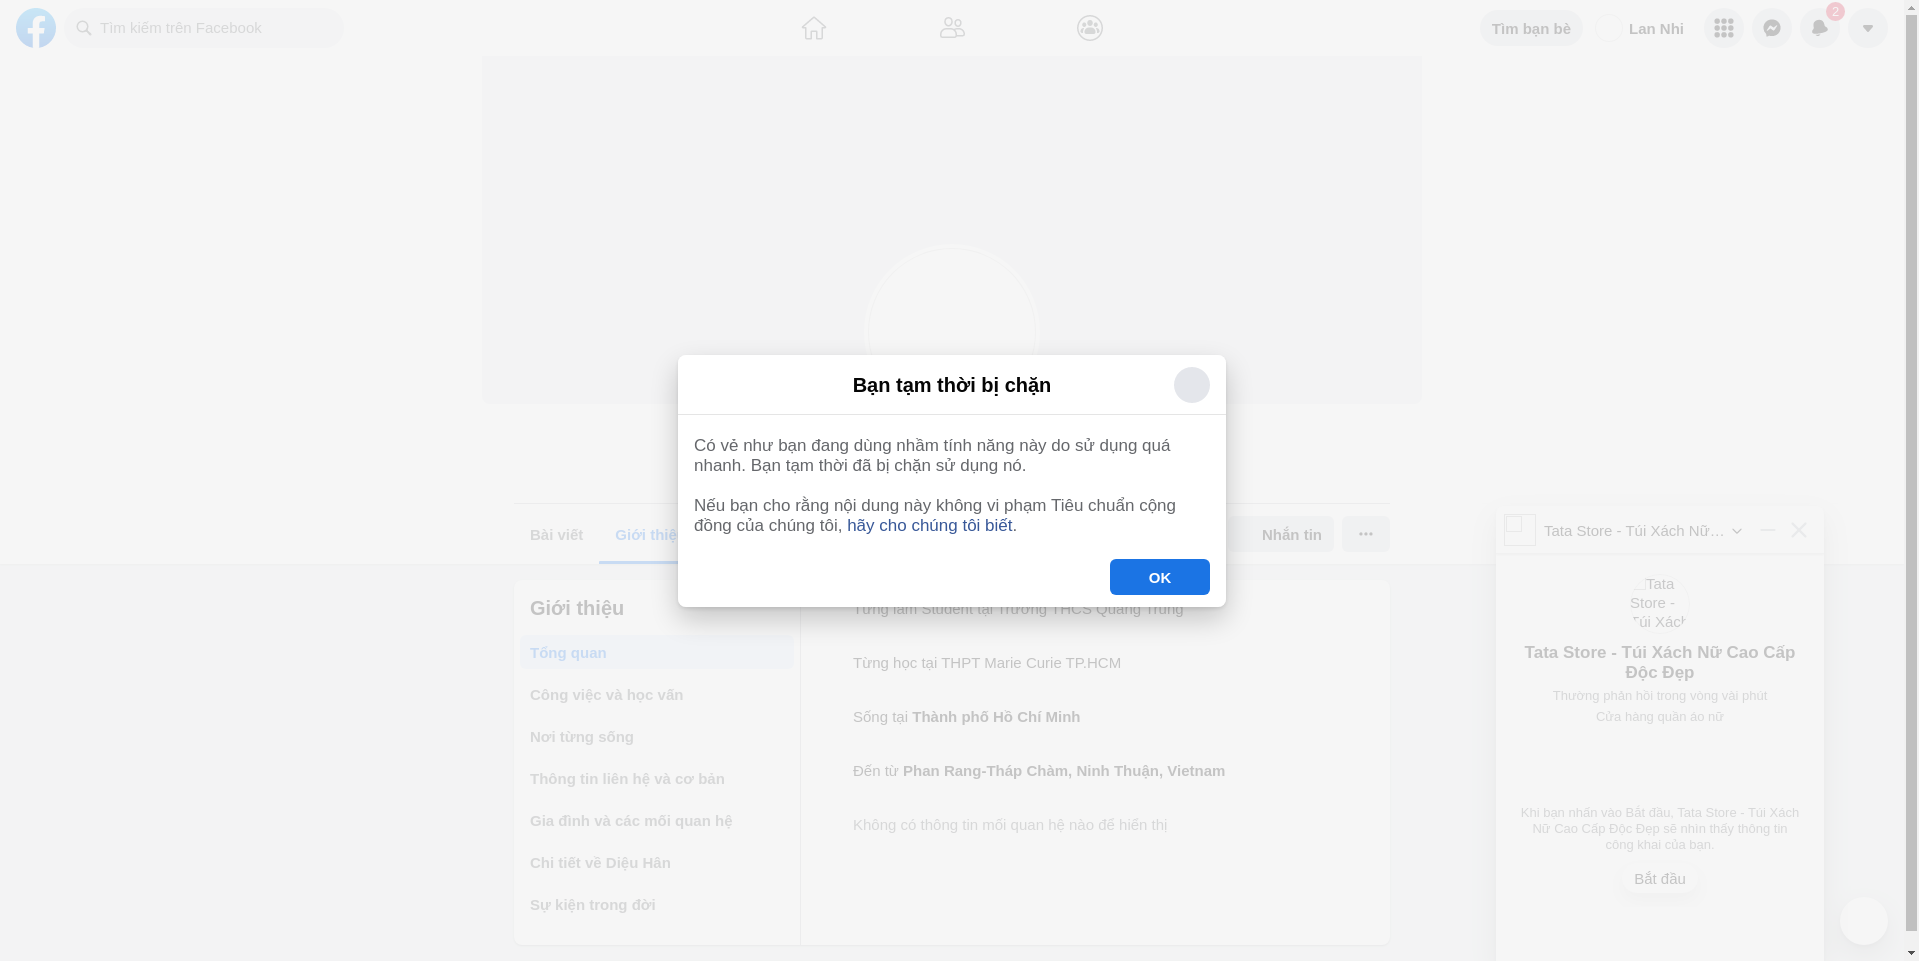 Tìm kiếm trên Facebook
Tìm bạn bè
Lan Nhi
2
Bạn tạm thời bị chặn
Có vẻ như bạn đang dùng nhầm tính năng này do sử dụng quá
nhanh. Bạn tạm thời đã bị chặn sử dụng nó.
Nếu bạn cho rằng nội dung này không vi phạm Tiêu chuẩn cộng
đồng của chúng tôi, hãy cho chúng tôi biết.
OK
Bài viết
Giới thiệu
Nhắn tin
Giới thiệu
Tổng quan
Công việc và học vấn
Nơi từng sống
Thông tin liên hệ và cơ bản
Gia đình và các mối quan hệ
Chi tiết về Diệu Hân
Sự kiện trong đời
Từng làm Student tại Trường THCS Quang Trung
Từng học tại THPT Marie Curie TP.HCM
Sống tại Thành phố Hồ Chí Minh
Đến từ Phan Rang-Tháp Chàm, Ninh Thuận, Vietnam
Không có thông tin mối quan hệ nào để hiển thị
Tata Store - Túi Xách Nữ…
Tata
Store -
Túi Xách
Tata Store - Túi Xách Nữ Cao Cấp
Độc Đẹp
Thường phản hồi trong vòng vài phút
Cửa hàng quần áo nữ
Khi bạn nhấn vào Bắt đầu, Tata Store - Túi Xách
Nữ Cao Cấp Độc Đẹp sẽ nhìn thấy thông tin
công khai của bạn.
Bắt đầu